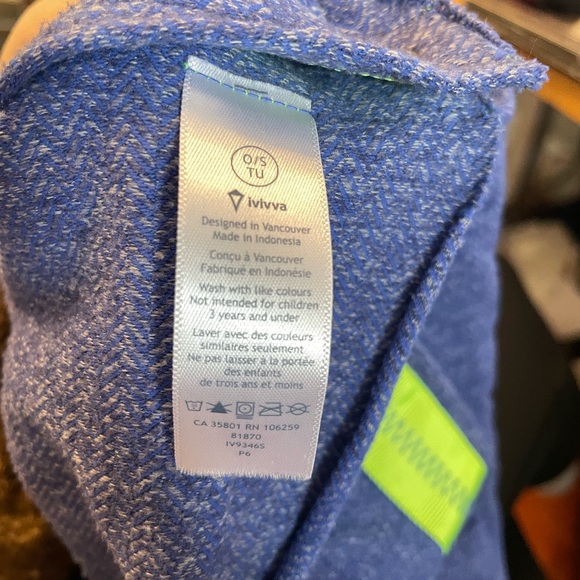 O/S
TU
ivivva
Designed in Vancouver
Made in Indonesia
Conçu à Vancouver
Fabriqué en Indonésie
Wash with like colours
Not intended for children
3 years and under
Laver avec des couleurs
similaires seulement
Ne pas laisser à la portée
des enfants
de trois ans et moins
CA 35801 RN 106259
81870
IV9346S
P6